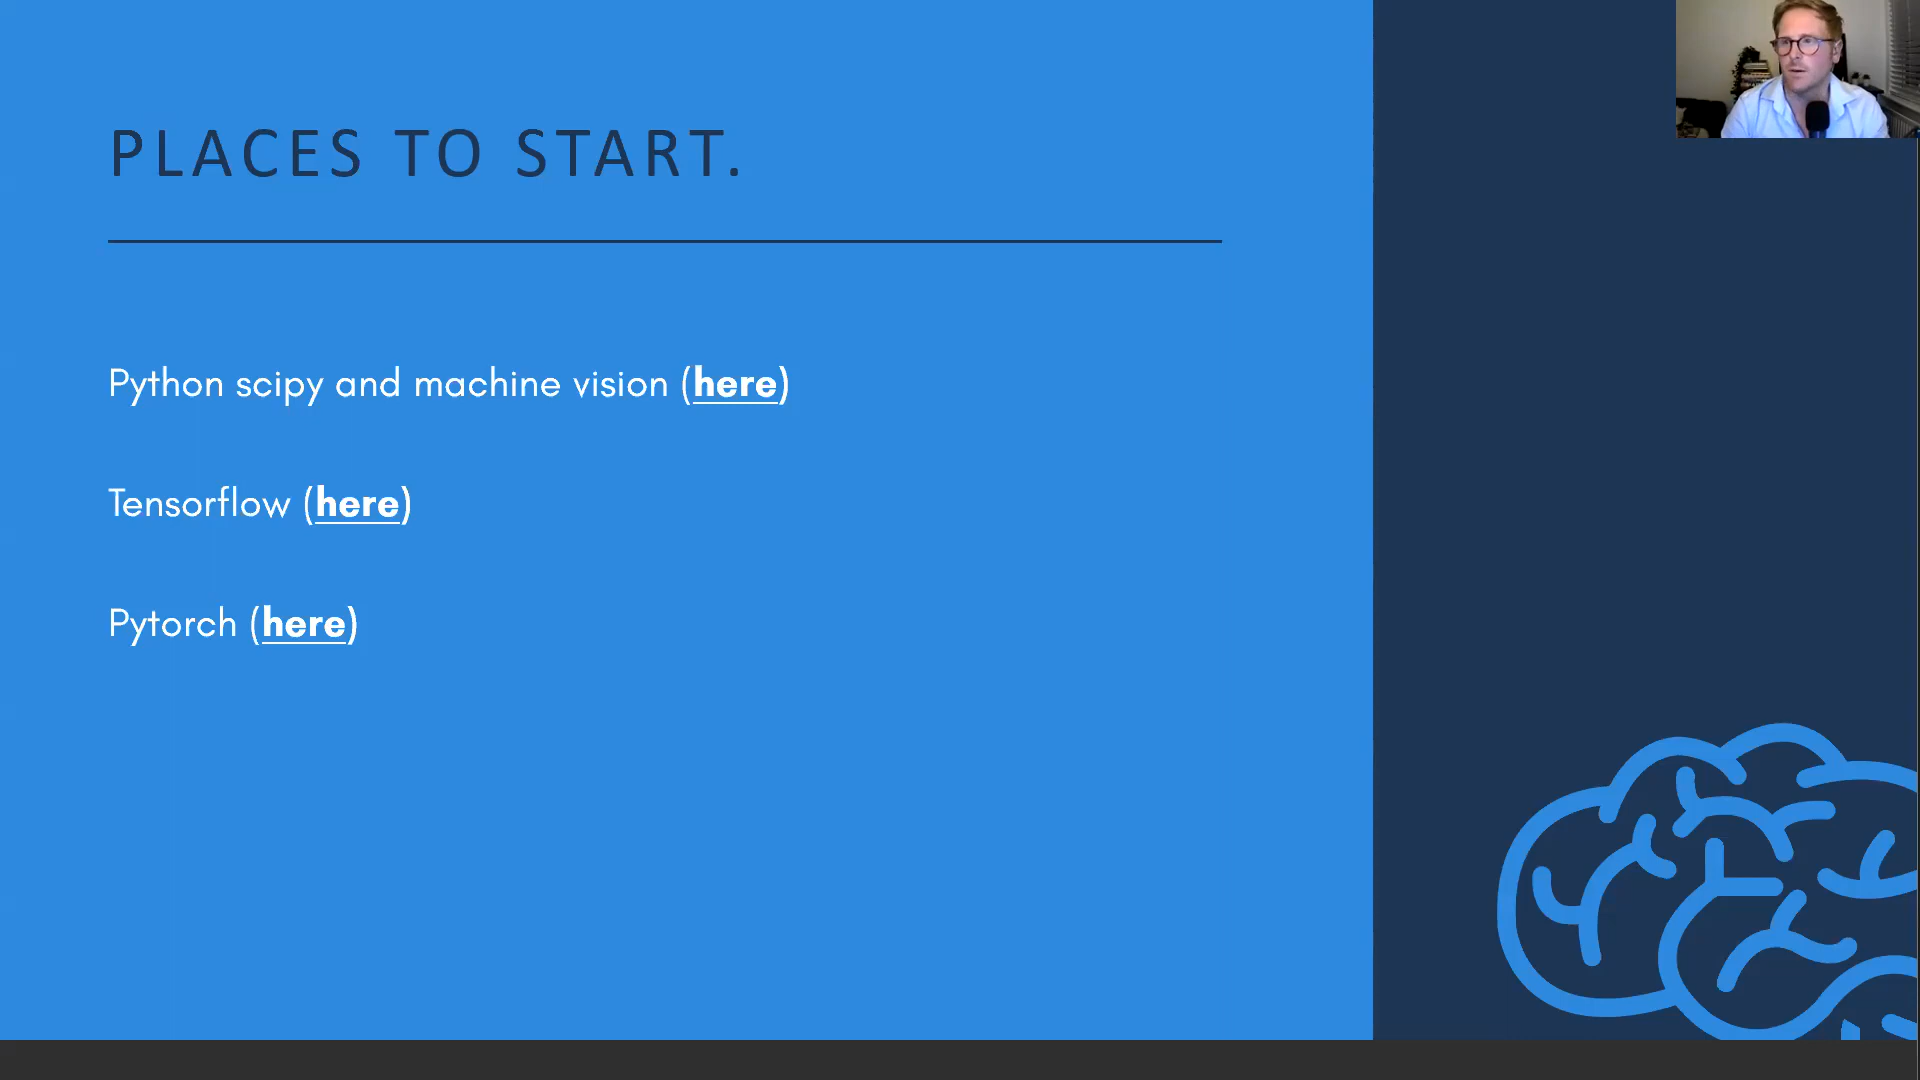 PLACES TO START.
Python scipy and machine vision (here)
Tensorflow (here)
Pytorch (here)